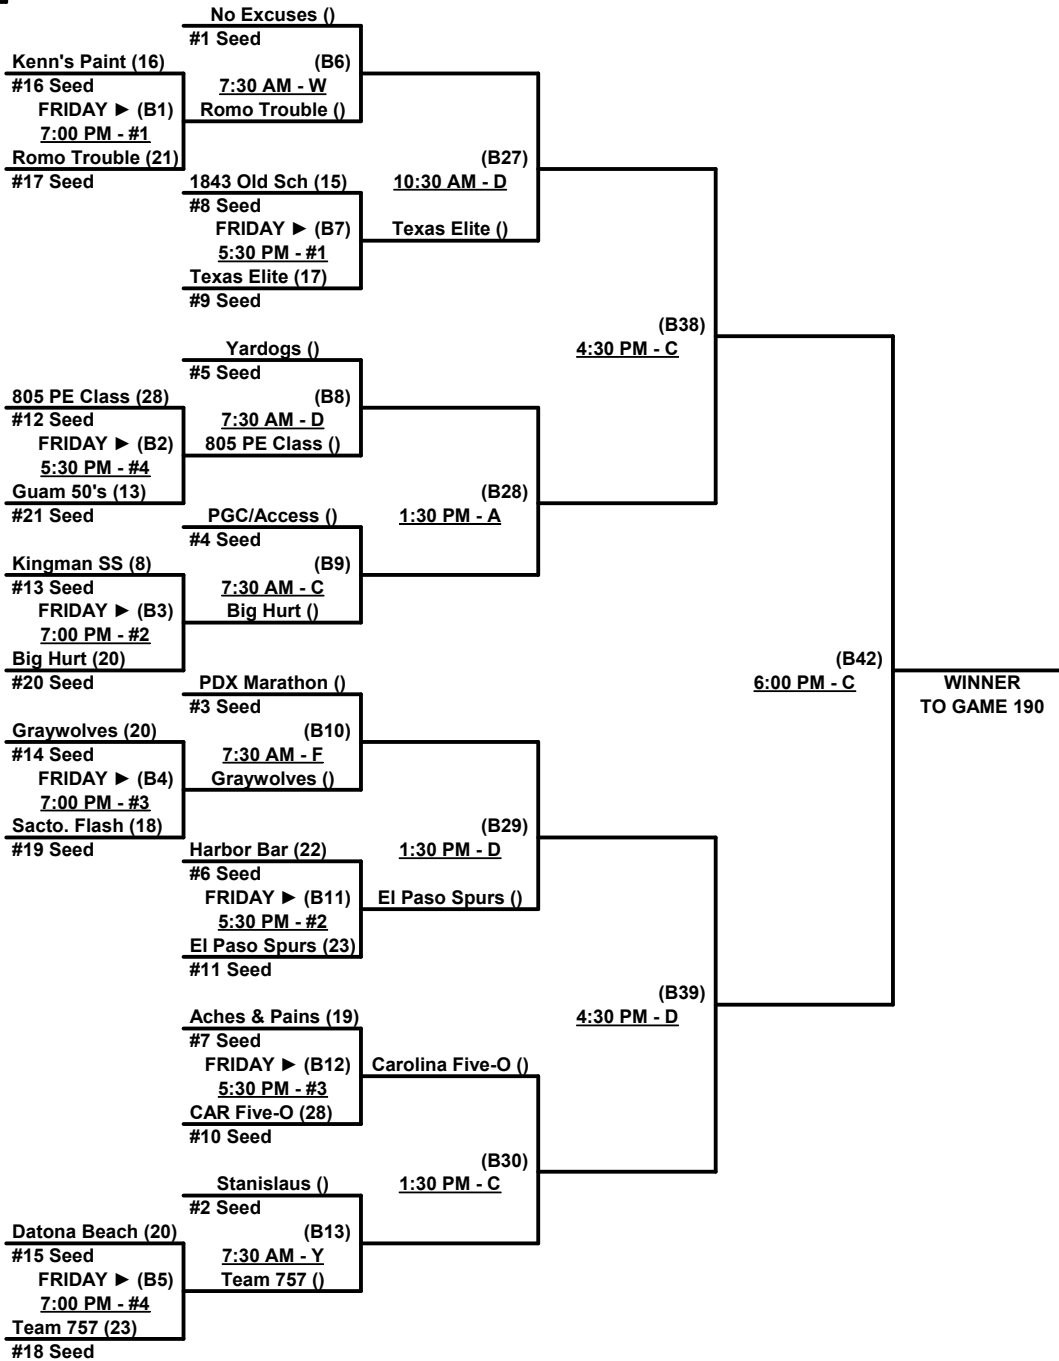 No Excuses ()
#1 Seed
Kenn's Paint (16)
(B6)
#16 Seed
7:30 AM - W
FRIDAY ► (B1)
Romo Trouble ()
7:00 PM - #1
Romo Trouble (21)
(B27)
#17 Seed
1843 Old Sch (15)
10:30 AM - D
#8 Seed
FRIDAY ► (B7)
Texas Elite ()
5:30 PM - #1
Texas Elite (17)
#9 Seed
(B38)
Yardogs ()
4:30 PM - C
#5 Seed
805 PE Class (28)
(B8)
#12 Seed
7:30 AM - D
FRIDAY ► (B2)
805 PE Class ()
5:30 PM - #4
Guam 50's (13)
(B28)
#21 Seed
PGC/Access ()
1:30 PM - A
#4 Seed
Kingman SS (8)
(B9)
#13 Seed
7:30 AM - C
FRIDAY ► (B3)
Big Hurt ()
7:00 PM - #2
Big Hurt (20)
(B42)
#20 Seed
PDX Marathon ()
6:00 PM - C
WINNER
#3 Seed
TO GAME 190
Graywolves (20)
(B10)
#14 Seed
7:30 AM - F
FRIDAY ► (B4)
Graywolves ()
7:00 PM - #3
Sacto. Flash (18)
(B29)
#19 Seed
Harbor Bar (22)
1:30 PM - D
#6 Seed
FRIDAY ► (B11)
El Paso Spurs ()
5:30 PM - #2
El Paso Spurs (23)
#11 Seed
(B39)
Aches & Pains (19)
4:30 PM - D
#7 Seed
FRIDAY ► (B12)
Carolina Five-O ()
5:30 PM - #3
CAR Five-O (28)
#10 Seed
(B30)
Stanislaus ()
1:30 PM - C
#2 Seed
Datona Beach (20)
(B13)
#15 Seed
7:30 AM - Y
FRIDAY ► (B5)
Team 757 ()
7:00 PM - #4
Team 757 (23)
#18 Seed